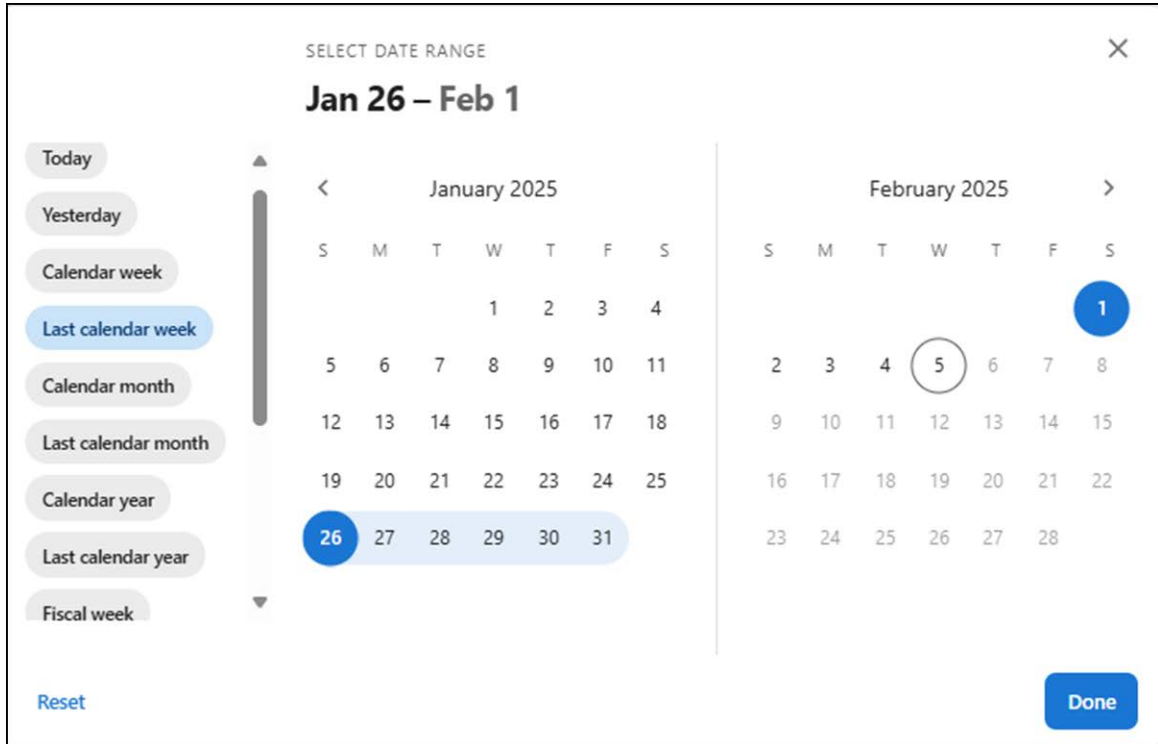 SELECT DATE RANGE
Jan 26 – Feb 1
Today
Yesterday
Calendar week
Last calendar week
Calendar month
Last calendar month
Calendar year
Last calendar year
Fiscal week
January 2025
S M T W T F S
1 2 3 4
5 6 7 8 9 10 11
12 13 14 15 16 17 18
19 20 21 22 23 24 25
26 27 28 29 30 31
February 2025
S M T W T F S
1
2 3 4 5 6 7 8
9 10 11 12 13 14 15
16 17 18 19 20 21 22
23 24 25 26 27 28
Reset
Done